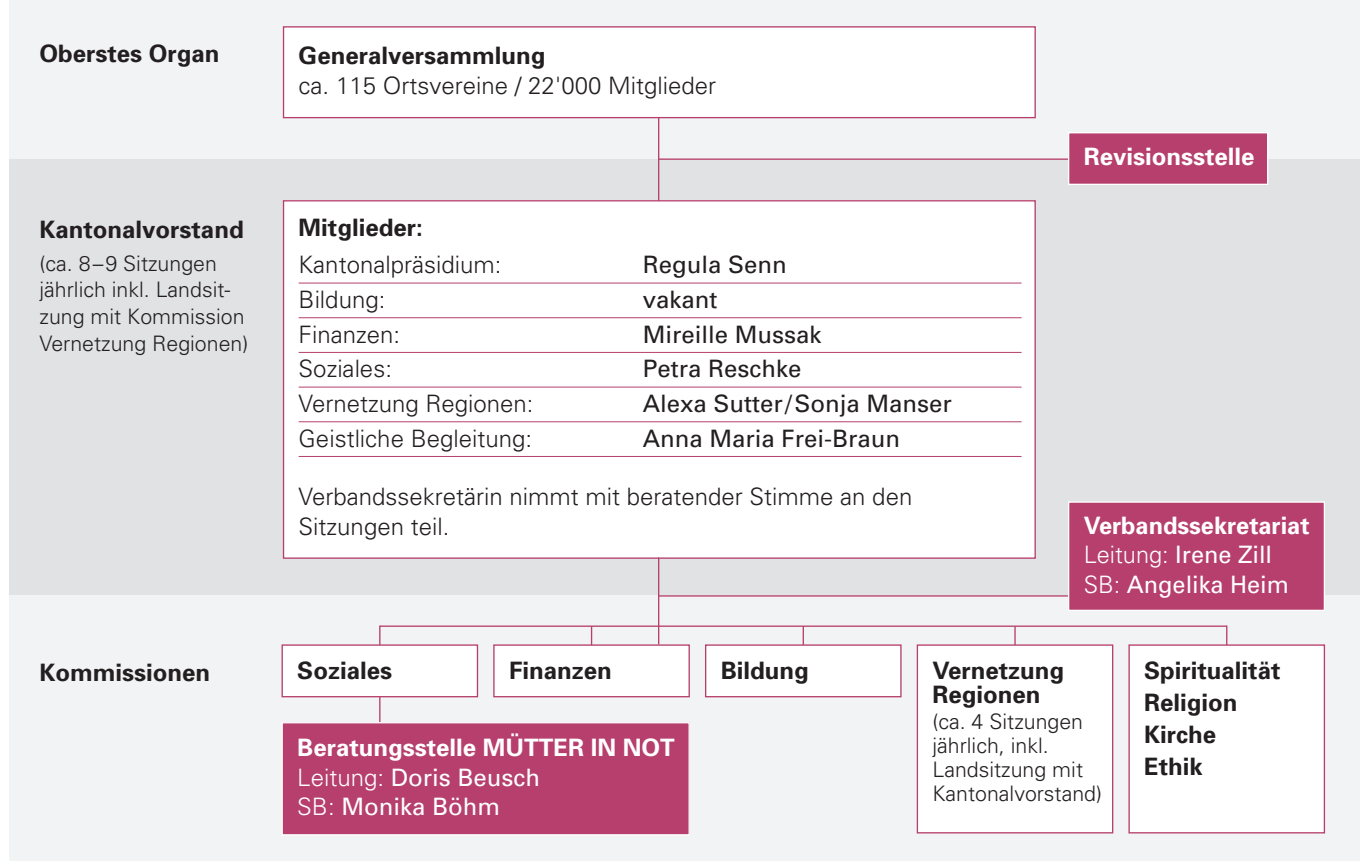 Oberstes Organ
Generalversammlung
ca. 115 Ortsvereine / 22'000 Mitglieder
Revisionsstelle
Kantonalvorstand
(ca. 8–9 Sitzungen
jährlich inkl. Landsit-
zung mit Kommission
Vernetzung Regionen)
Mitglieder:
Kantonalpräsidium: Regula Senn
Bildung: vakant
Finanzen: Mireille Mussak
Soziales: Petra Reschke
Vernetzung Regionen: Alexa Sutter/Sonja Manser
Geistliche Begleitung: Anna Maria Frei-Braun
Verbandssekretärin nimmt mit beratender Stimme an den
Sitzungen teil.
Verbandssekretariat
Leitung: Irene Zill
SB: Angelika Heim
Kommissionen
Soziales
Finanzen
Bildung
Vernetzung
Regionen
(ca. 4 Sitzungen
jährlich, inkl.
Landsitzung mit
Kantonalvorstand)
Spiritualität
Religion
Kirche
Ethik
Beratungsstelle MÜTTER IN NOT
Leitung: Doris Beusch
SB: Monika Böhm